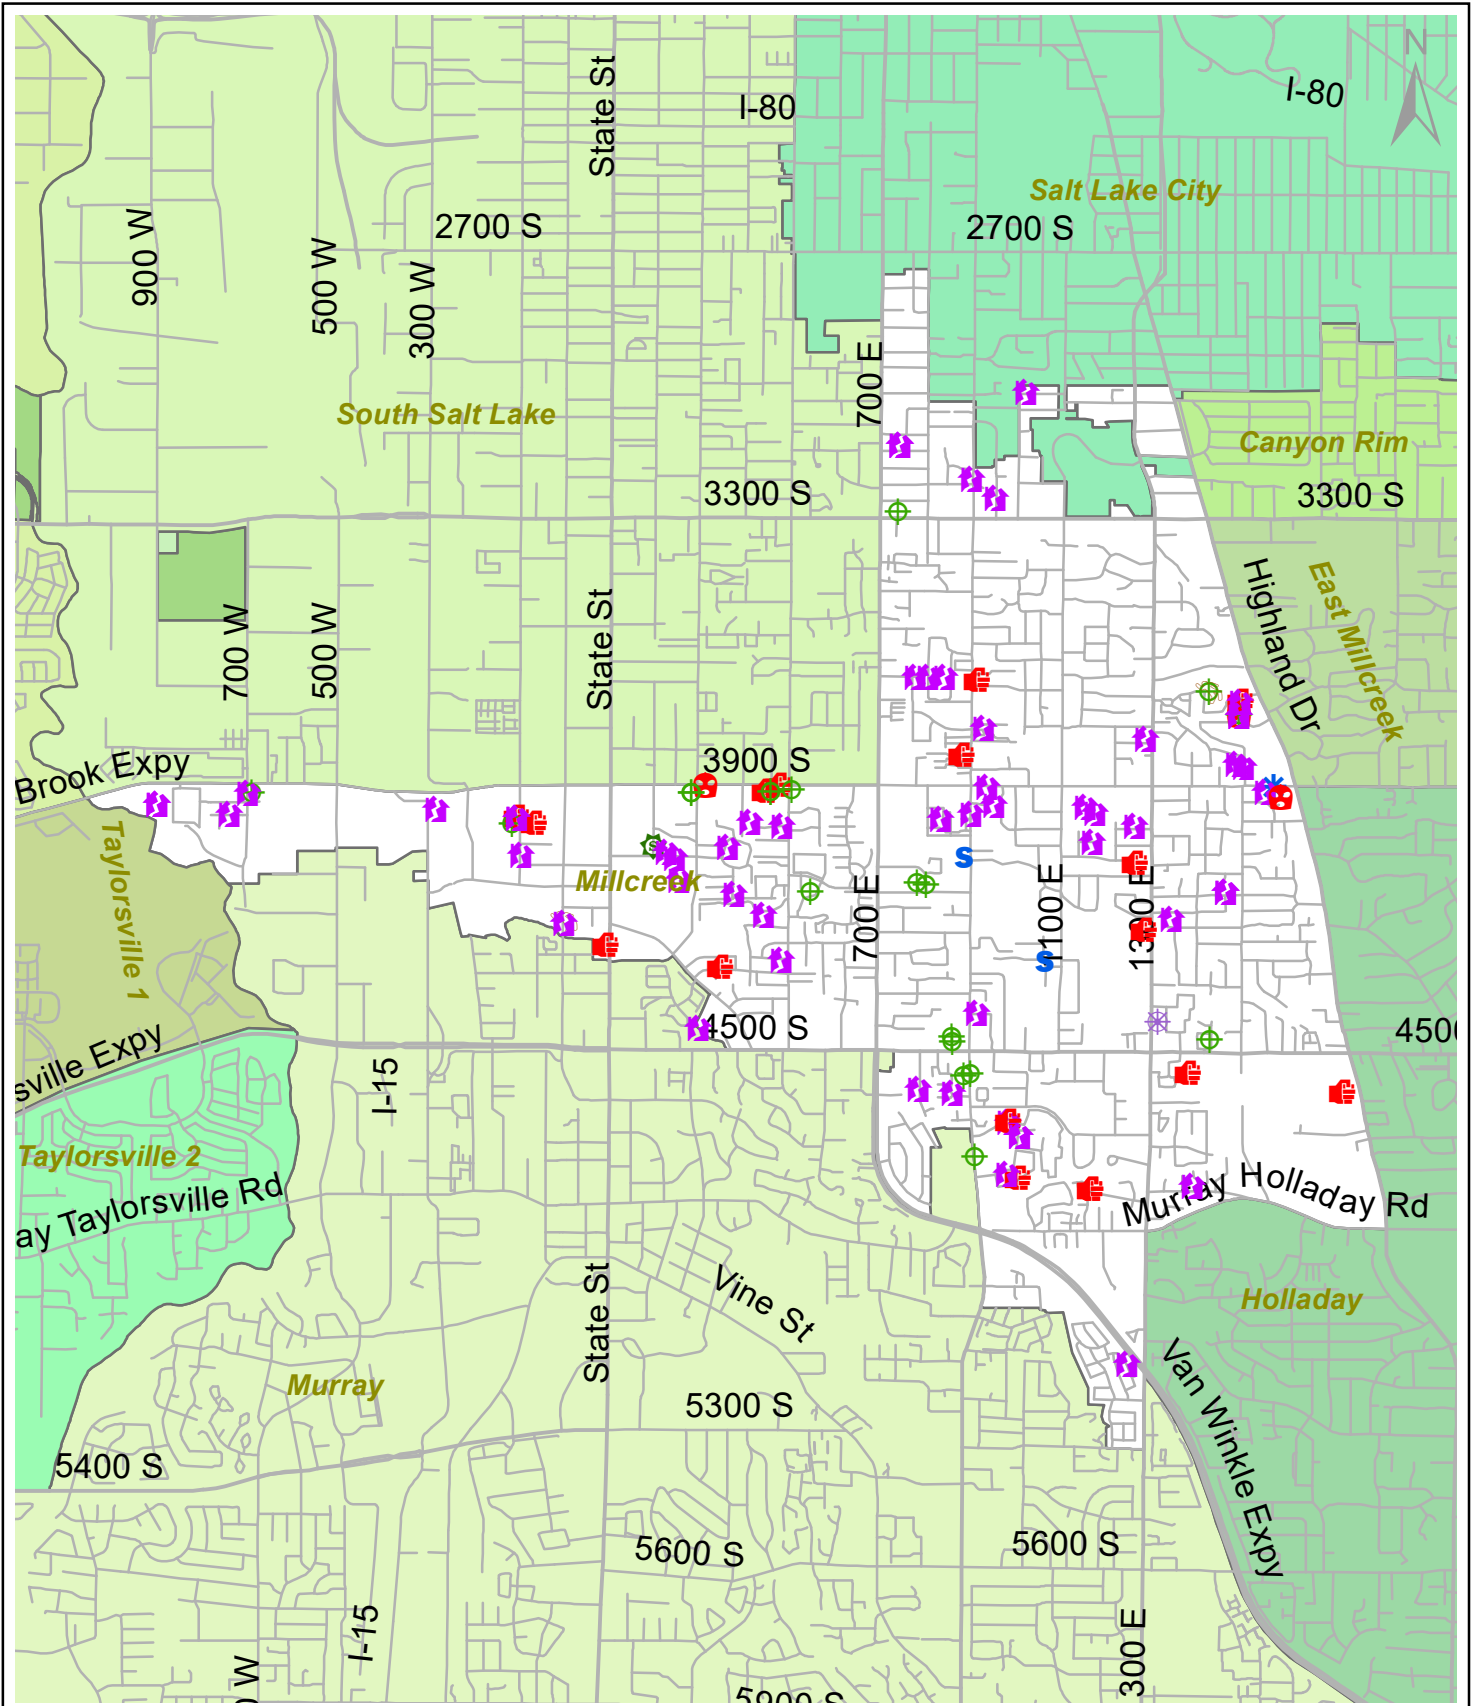 N
State St
I-80
I-80
Salt Lake City
900 W
2700 S
2700 S
500 W
300 W
700 E
South Salt Lake
Canyon Rim
3300 S
3300 S
Highland Dr
East Millcreek
State St
700 W
500 W
Brook Expy
3900 S
Taylorsville 1
S
S
Millcreek
700 E
1100 E
1300 E
S
4500 S
4500
sville Expy
I-15
Taylorsville 2
ay Taylorsville Rd
Murray Holladay Rd
State St
Vine St
Holladay
Murray
Van Winkle Expy
5300 S
5400 S
5600 S
5600 S
I-15
300 E
0 W
5900 S